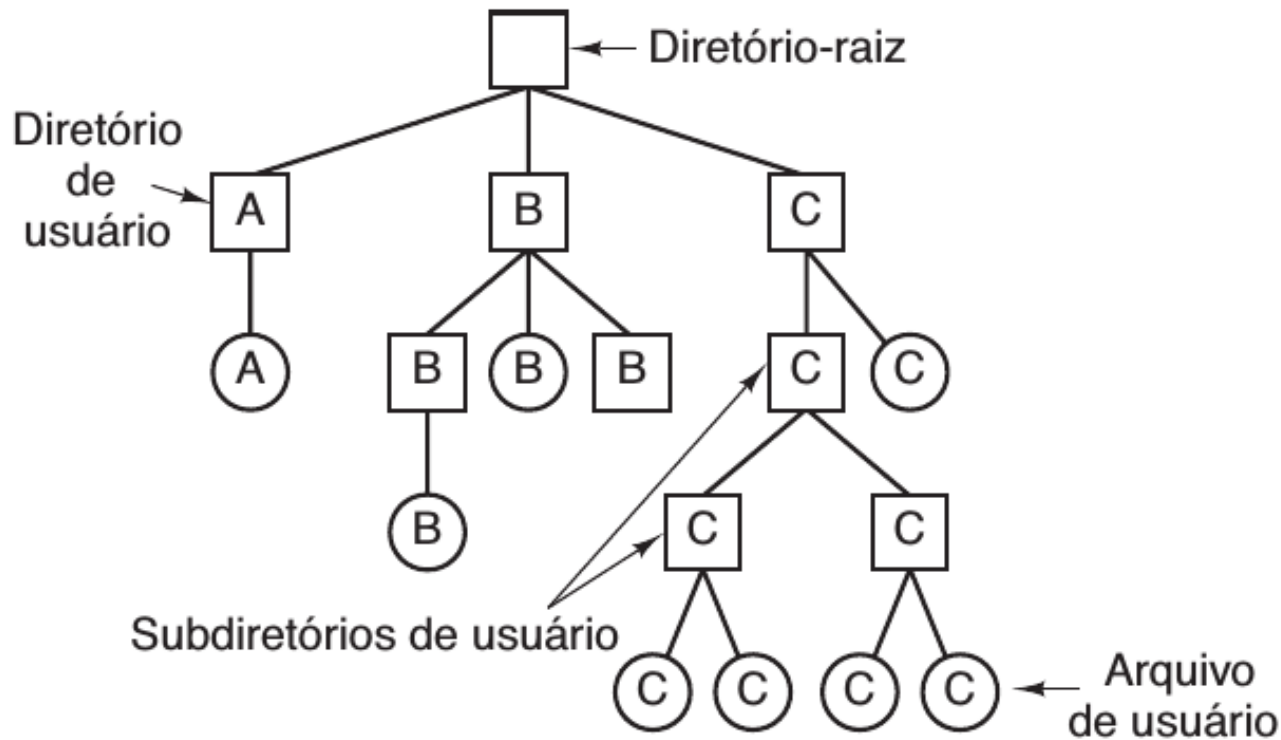 Diretório-raiz
Diretório
de
usuário
A
B
C
A
B
B
B
C
C
B
C
C
Subdiretórios de usuário
C
C
C
C
Arquivo
de usuário